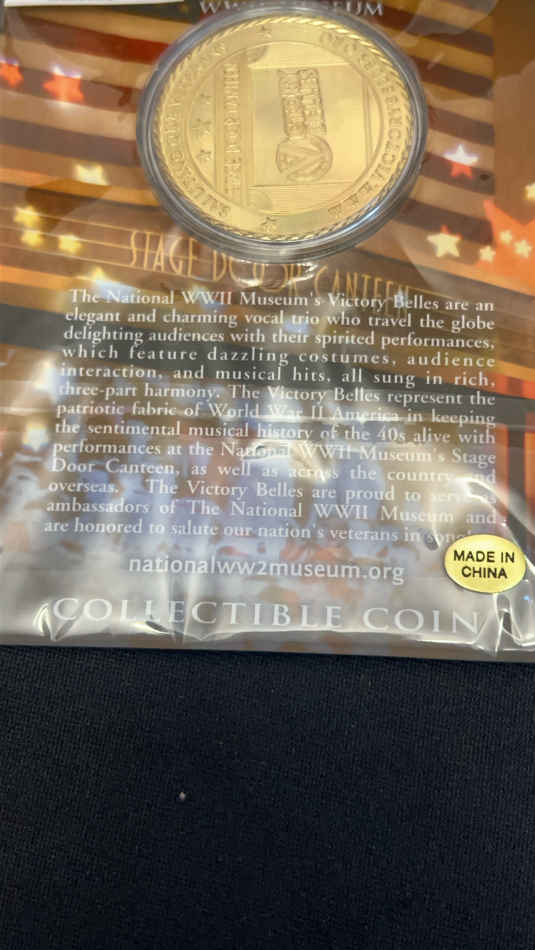 STAGE DOOR CANTEEN
The National WWII Museum's Victory Belles are an
elegant and charming vocal trio who travel the globe
delighting audiences with their spirited performances,
which feature dazzling costumes, audience
interaction, and musical hits, all sung in rich,
three-part harmony. The Victory Belles represent the
patriotic fabric of World War II America in keeping
the sentimental musical history of the 40s alive with
performances at the National WWII Museum's Stage
Door Canteen, as well as across the country and
overseas. The Victory Belles are proud to serve as
ambassadors of The National WWII Museum and
are honored to salute our nation's veterans in song.
nationalww2museum.org
MADE IN
CHINA
COLLECTIBLE COIN